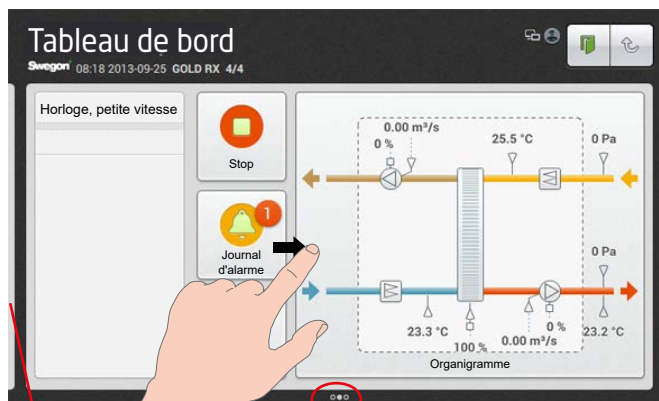 Tableau de bord
Swegon 08:18 2013-09-25 GOLD RX 4/4
Horloge, petite vitesse
Stop
1
Journal
d'alarme
0.00 m³/s
0 %
25.5 °C
0 Pa
0 Pa
23.3 °C
100 %
0.00 m³/s
0 %
23.2 °C
Organigramme